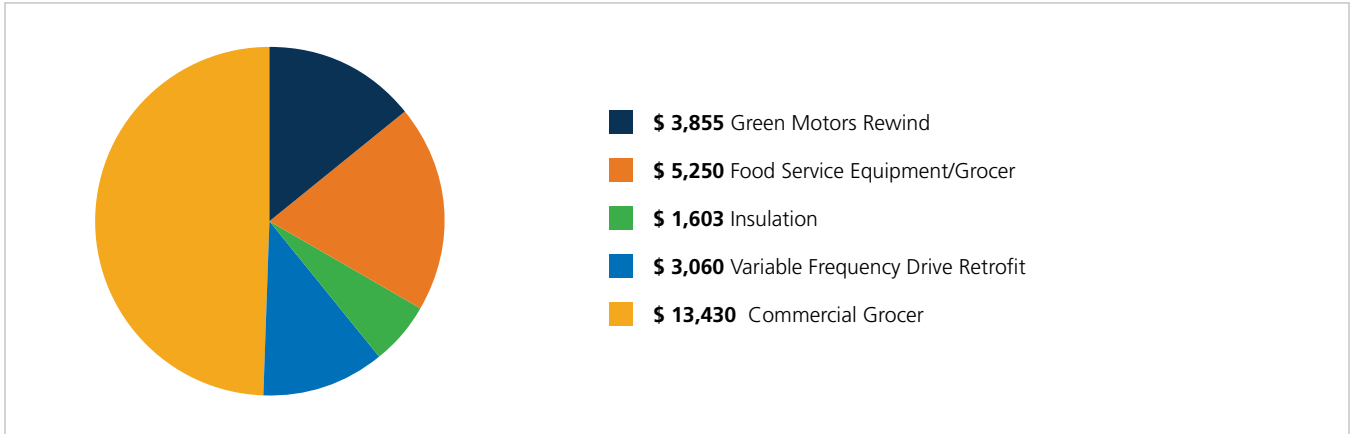 $ 3,855 Green Motors Rewind
$ 5,250 Food Service Equipment/Grocer
$ 1,603 Insulation
$ 3,060 Variable Frequency Drive Retrofit
$ 13,430 Commercial Grocer